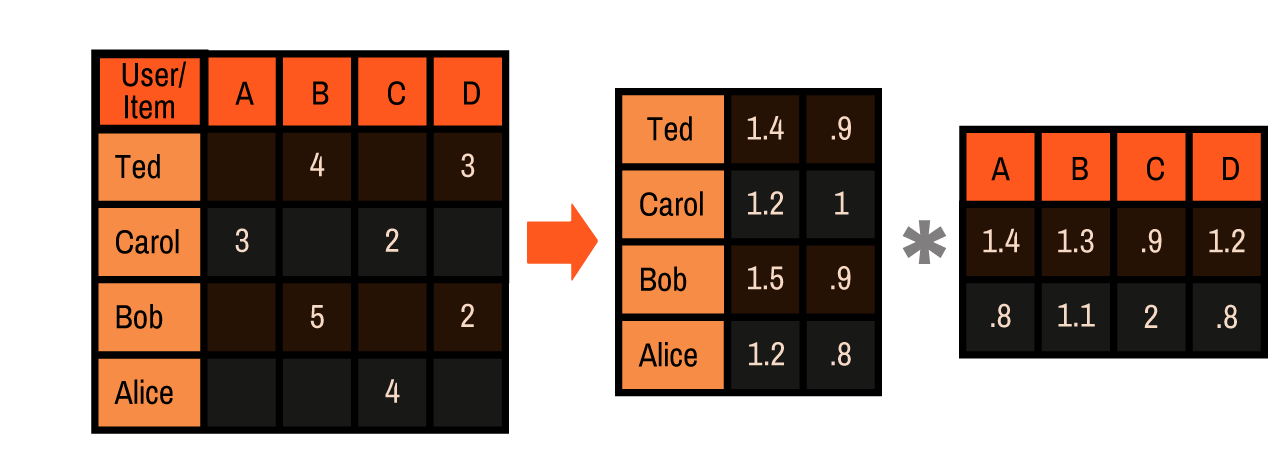 User/
Item A B C D
Ted 4 3
Carol 3 2
Bob 5 2
Alice 4
Ted 1.4 .9
Carol 1.2 1
Bob 1.5 .9
Alice 1.2 .8
*
A B C D
1.4 1.3 .9 1.2
.8 1.1 2 .8